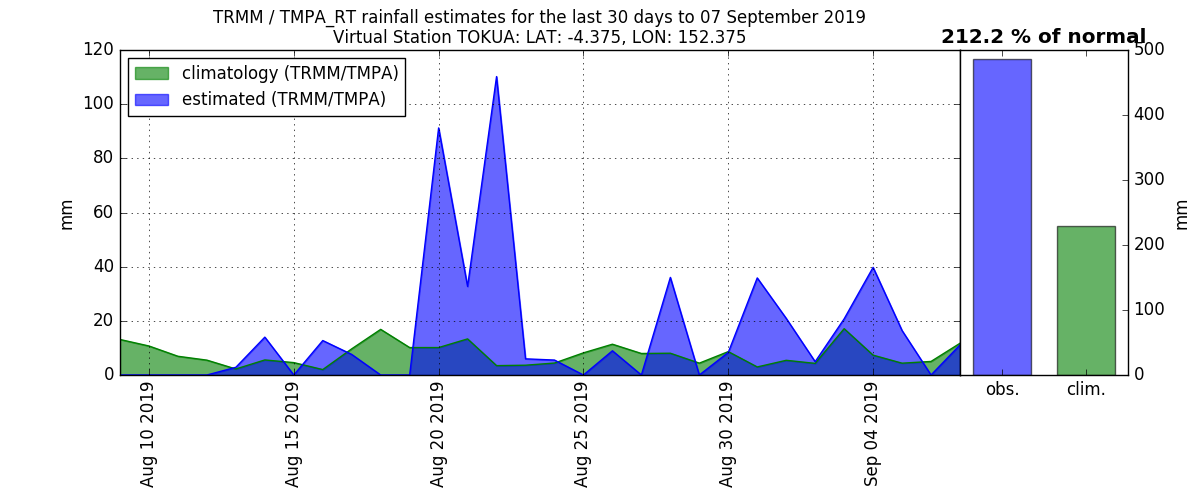 TRMM / TMPA_RT rainfall estimates for the last 30 days to 07 September 2019
Virtual Station TOKUA: LAT: -4.375, LON: 152.375
212.2 % of normal
climatology (TRMM/TMPA)
estimated (TRMM/TMPA)
120
100
80
60
40
20
0
mm
Aug 10 2019
Aug 15 2019
Aug 20 2019
Aug 25 2019
Aug 30 2019
Sep 04 2019
500
400
300
200
100
0
mm
obs.
clim.